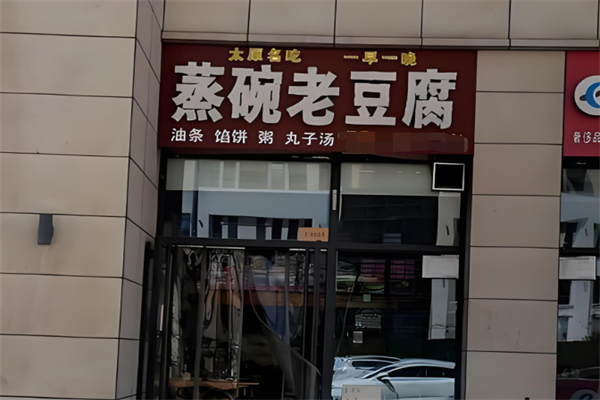 太原名吃 一早一晚
蒸碗老豆腐
油条 馅饼 粥 丸子汤